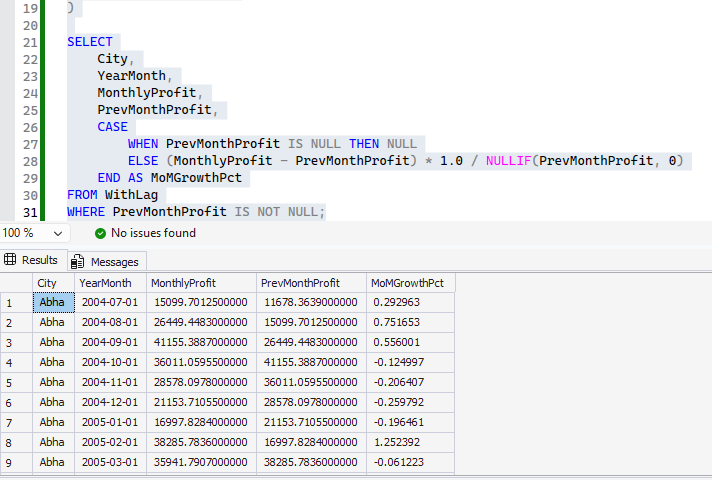 19 )
20
21 SELECT
22 City,
23 YearMonth,
24 MonthlyProfit,
25 PrevMonthProfit,
26 CASE
27 WHEN PrevMonthProfit IS NULL THEN NULL
28 ELSE (MonthlyProfit - PrevMonthProfit) * 1.0 / NULLIF(PrevMonthProfit, 0)
29 END AS MoMGrowthPct
30 FROM WithLag
31 WHERE PrevMonthProfit IS NOT NULL;
100 % No issues found
Results Messages
City YearMonth MonthlyProfit PrevMonthProfit MoMGrowthPct
1 Abha 2004-07-01 15099.7012500000 11678.3639000000 0.292963
2 Abha 2004-08-01 26449.4483000000 15099.7012500000 0.751653
3 Abha 2004-09-01 41155.3887000000 26449.4483000000 0.556001
4 Abha 2004-10-01 36011.0595500000 41155.3887000000 -0.124997
5 Abha 2004-11-01 28578.0978000000 36011.0595500000 -0.206407
6 Abha 2004-12-01 21153.7105500000 28578.0978000000 -0.259792
7 Abha 2005-01-01 16997.8284000000 21153.7105500000 -0.196461
8 Abha 2005-02-01 38285.7836000000 16997.8284000000 1.252392
9 Abha 2005-03-01 35941.7907000000 38285.7836000000 -0.061223